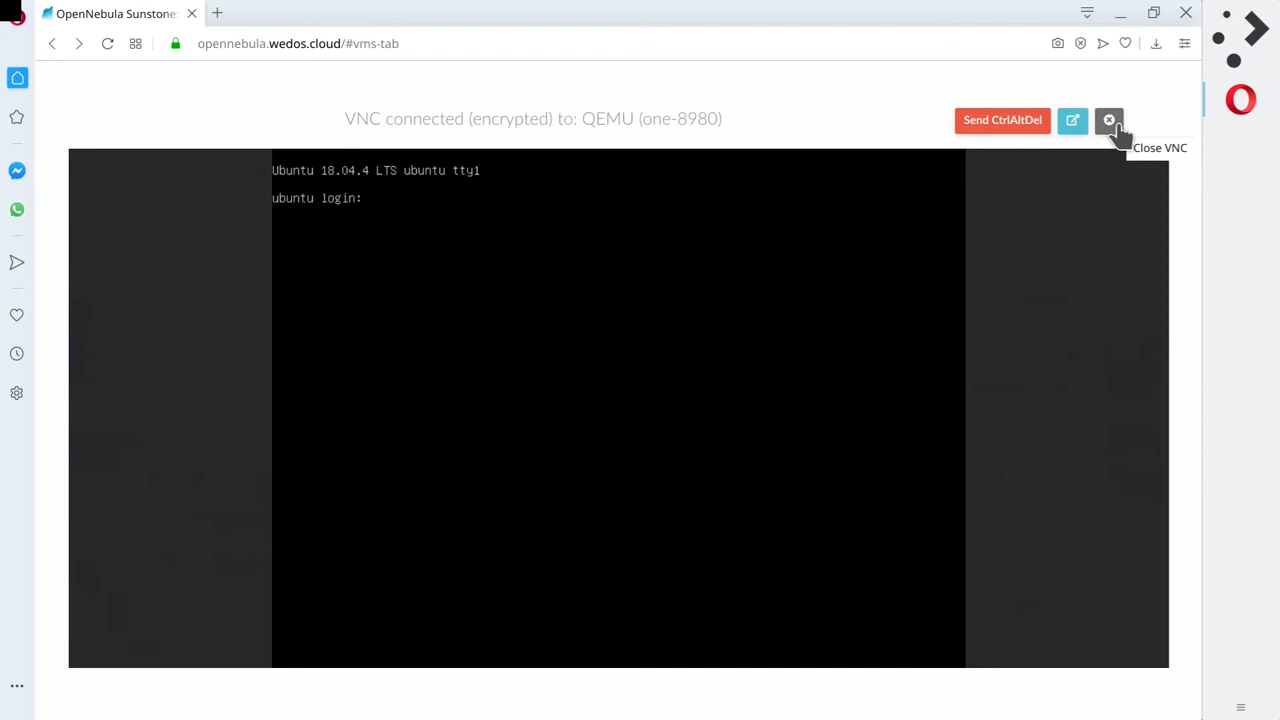 OpenNebula Sunstone:
opennebula.wedos.cloud/#vms-tab
VNC connected (encrypted) to: QEMU (one-8980)
Send CtrlAltDel
Close VNC
Ubuntu 18.04.4 LTS ubuntu tty1
ubuntu login: